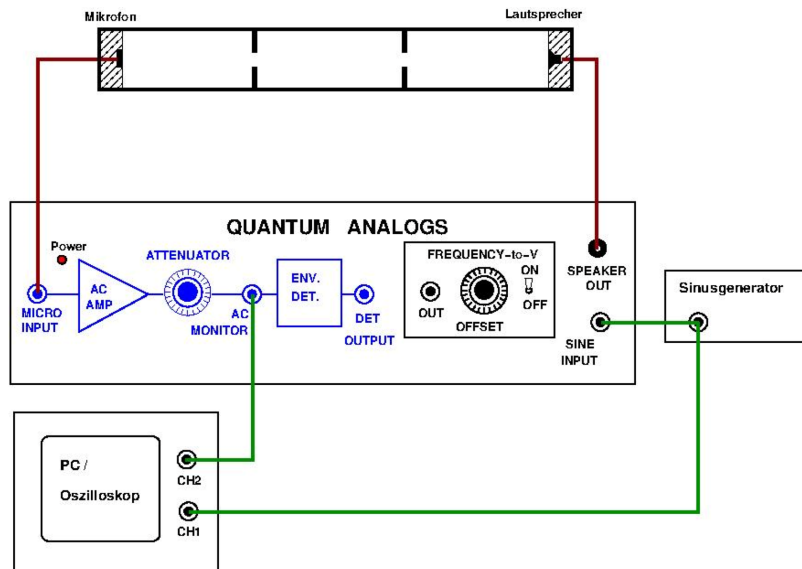 Mikrofon
Lautsprecher
QUANTUM ANALOGS
Power
ATTENUATOR
AC
AMP
MICRO
INPUT
AC
MONITOR
ENV.
DET.
DET
OUTPUT
FREQUENCY-to-V
ON
OFF
OUT
OFFSET
SPEAKER
OUT
SINE
INPUT
Sinusgenerator
PC /
Oszilloskop
CH2
CH1